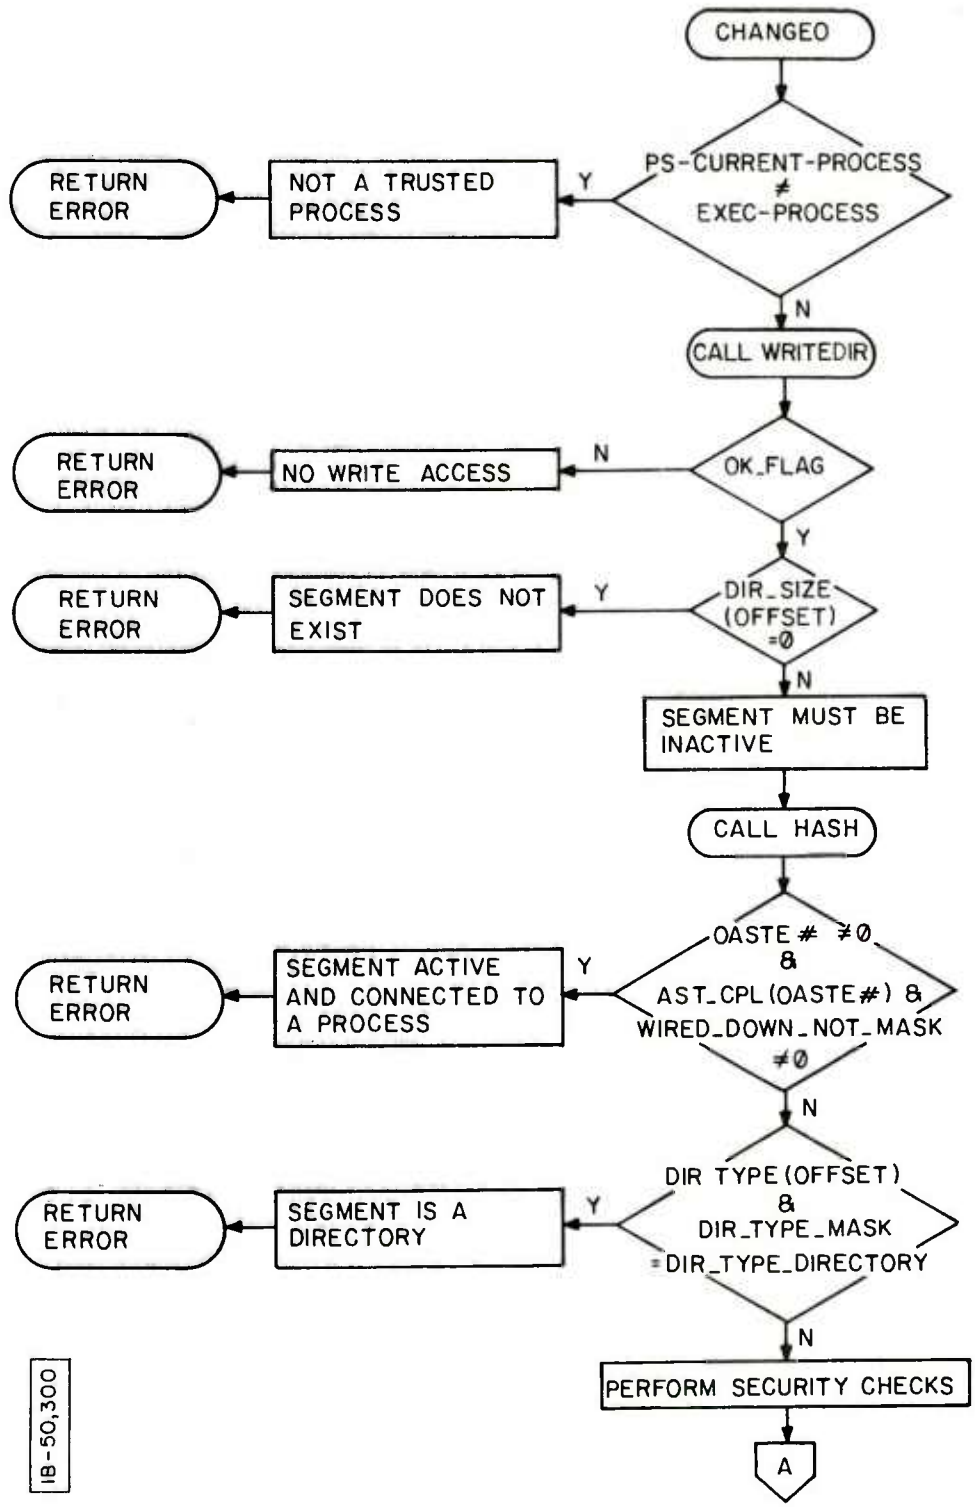 CHANGEO
PS-CURRENT-PROCESS
≠
EXEC-PROCESS
Y
NOT A TRUSTED
PROCESS
RETURN
ERROR
N
CALL WRITEDIR
OK_FLAG
N
NO WRITE ACCESS
RETURN
ERROR
Y
DIR_SIZE
(OFFSET)
=0
Y
SEGMENT DOES NOT
EXIST
RETURN
ERROR
N
SEGMENT MUST BE
INACTIVE
CALL HASH
OASTE # ≠0
&
AST_CPL(OASTE#) &
WIRED_DOWN_NOT_MASK
≠0
Y
SEGMENT ACTIVE
AND CONNECTED TO
A PROCESS
RETURN
ERROR
N
DIR TYPE(OFFSET)
&
DIR_TYPE_MASK
=DIR_TYPE_DIRECTORY
Y
SEGMENT IS A
DIRECTORY
RETURN
ERROR
N
PERFORM SECURITY CHECKS
A
IB-50,300